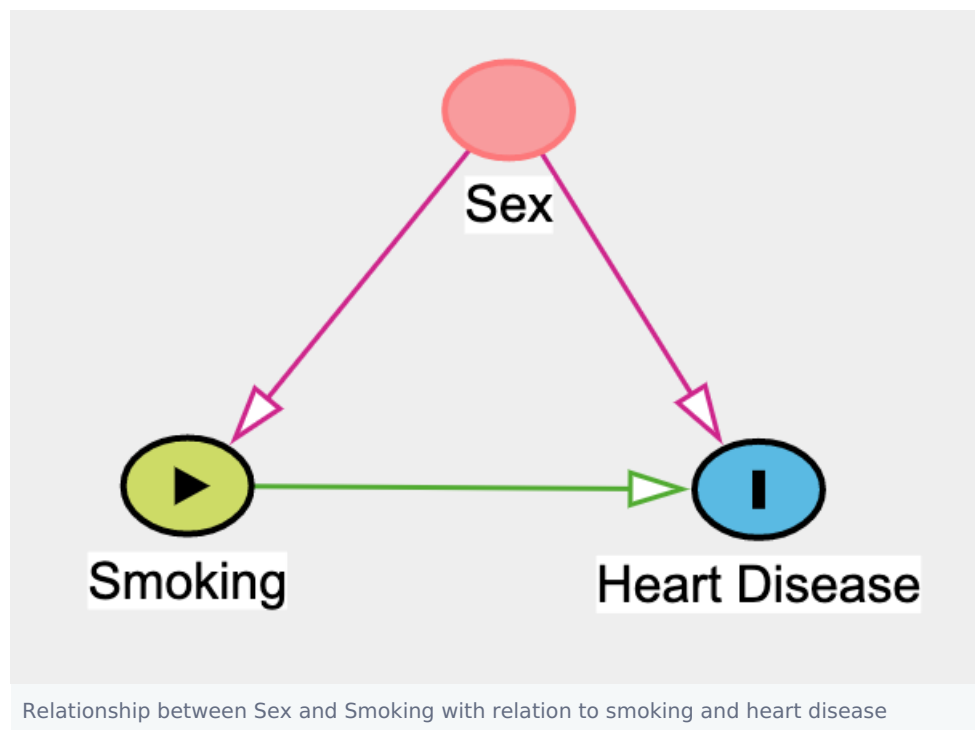 Sex
Smoking
Heart Disease
Relationship between Sex and Smoking with relation to smoking and heart disease